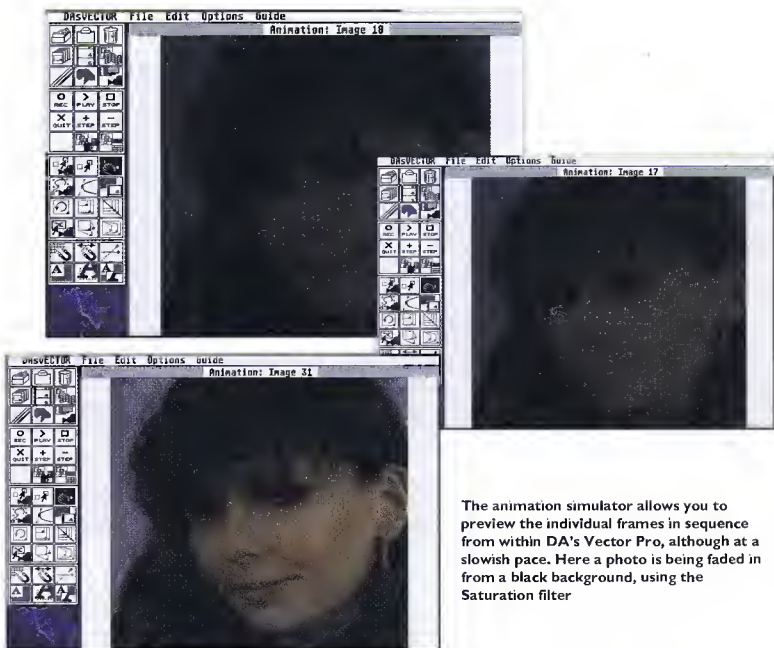 DAsVECTOR File Edit Options Guide
Animation: Image 18
REC PLAY STOP
QUIT STEP STEP
DAsVECTOR File Edit Options Guide
Animation: Image 17
REC PLAY STOP
QUIT STEP STEP
DAsVECTOR File Edit Options Guide
Animation: Image 31
REC PLAY STOP
QUIT STEP STEP
The animation simulator allows you to
preview the individual frames in sequence
from within DA's Vector Pro, although at a
slowish pace. Here a photo is being faded in
from a black background, using the
Saturation filter